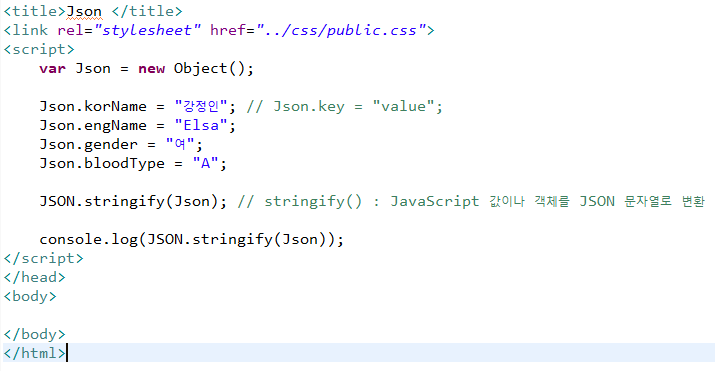 <title>Json </title>
<link rel="stylesheet" href="../css/public.css">
<script>
var Json = new Object();
Json.korName = "강정인"; // Json.key = "value";
Json.engName = "Elsa";
Json.gender = "여";
Json.bloodType = "A";
JSON.stringify(Json); // stringify() : JavaScript 값이나 객체를 JSON 문자열로 변환
console.log(JSON.stringify(Json));
</script>
</head>
<body>
</body>
</html>